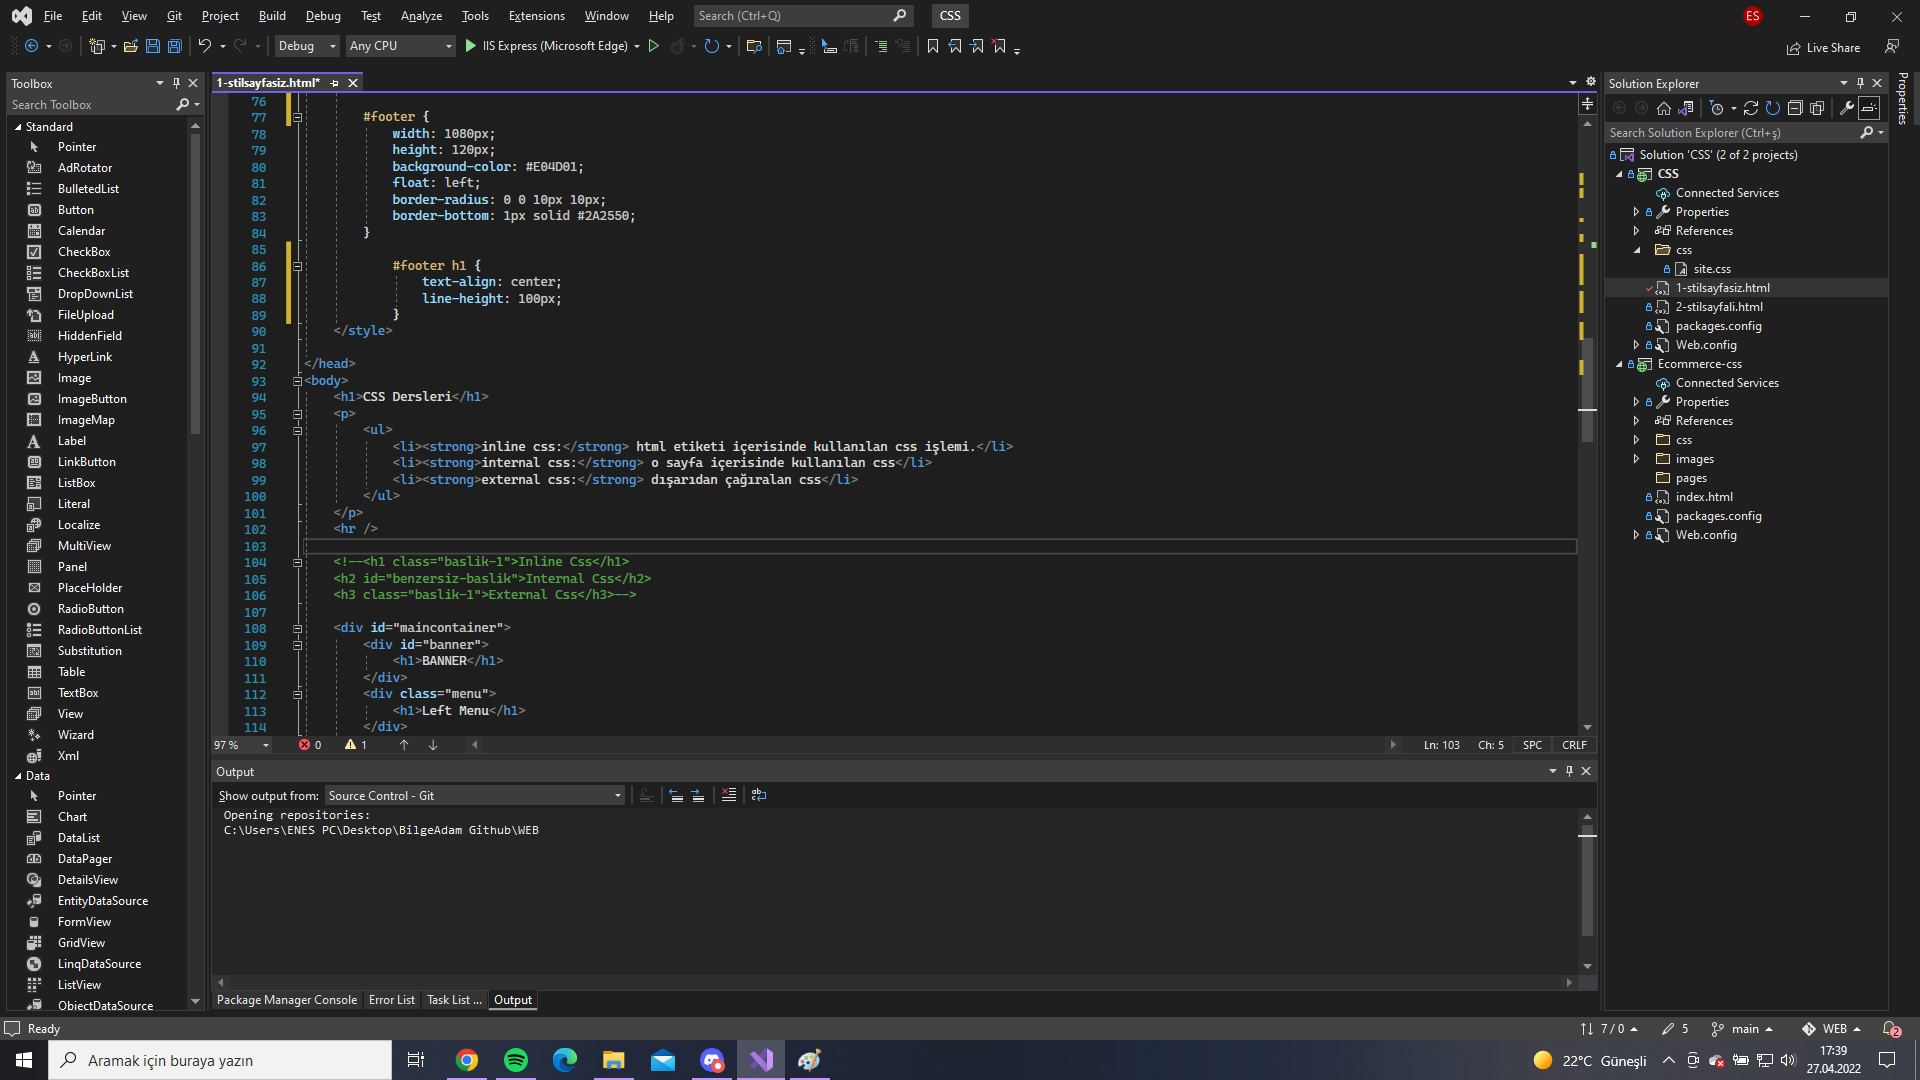 File Edit View Git Project Build Debug Test Analyze Tools Extensions Window Help Search (Ctrl+Q) CSS ES
Debug Any CPU IIS Express (Microsoft Edge) Live Share
Toolbox
Search Toolbox
Standard
Pointer
AdRotator
BulletedList
Button
Calendar
CheckBox
CheckBoxList
DropDownList
FileUpload
HiddenField
HyperLink
Image
ImageButton
ImageMap
Label
LinkButton
ListBox
Literal
Localize
MultiView
Panel
PlaceHolder
RadioButton
RadioButtonList
Substitution
Table
TextBox
View
Wizard
Xml
Data
Pointer
Chart
DataList
DataPager
DetailsView
EntityDataSource
FormView
GridView
LinqDataSource
ListView
ObjectDataSource
1-stilsayfasiz.html*
76
77 #footer {
78 width: 1080px;
79 height: 120px;
80 background-color: #E04D01;
81 float: left;
82 border-radius: 0 0 10px 10px;
83 border-bottom: 1px solid #2A2550;
84 }
85
86 #footer h1 {
87 text-align: center;
88 line-height: 100px;
89 }
90 </style>
91
92 </head>
93 <body>
94 <h1>CSS Dersleri</h1>
95 <p>
96 <ul>
97 <li><strong>inline css:</strong> html etiketi içerisinde kullanılan css işlemi.</li>
98 <li><strong>internal css:</strong> o sayfa içerisinde kullanılan css</li>
99 <li><strong>external css:</strong> dışarıdan çağıralan css</li>
100 </ul>
101 </p>
102 <hr />
103
104 <!--<h1 class="baslik-1">Inline Css</h1>
105 <h2 id="benzersiz-baslik">Internal Css</h2>
106 <h3 class="baslik-1">External Css</h3>-->
107
108 <div id="maincontainer">
109 <div id="banner">
110 <h1>BANNER</h1>
111 </div>
112 <div class="menu">
113 <h1>Left Menu</h1>
114 </div>
97 % 0 1 Ln: 103 Ch: 5 SPC CRLF
Output
Show output from: Source Control - Git
Opening repositories:
C:\Users\ENES PC\Desktop\BilgeAdam Github\WEB
Package Manager Console Error List Task List ... Output
Solution Explorer
Search Solution Explorer (Ctrl+ş)
Solution 'CSS' (2 of 2 projects)
CSS
Connected Services
Properties
References
css
site.css
1-stilsayfasiz.html
2-stilsayfali.html
packages.config
Web.config
Ecommerce-css
Connected Services
Properties
References
css
images
pages
index.html
packages.config
Web.config
Properties
Ready 7 / 0 5 main WEB 2
Aramak için buraya yazın 22°C Güneşli 17:39
27.04.2022